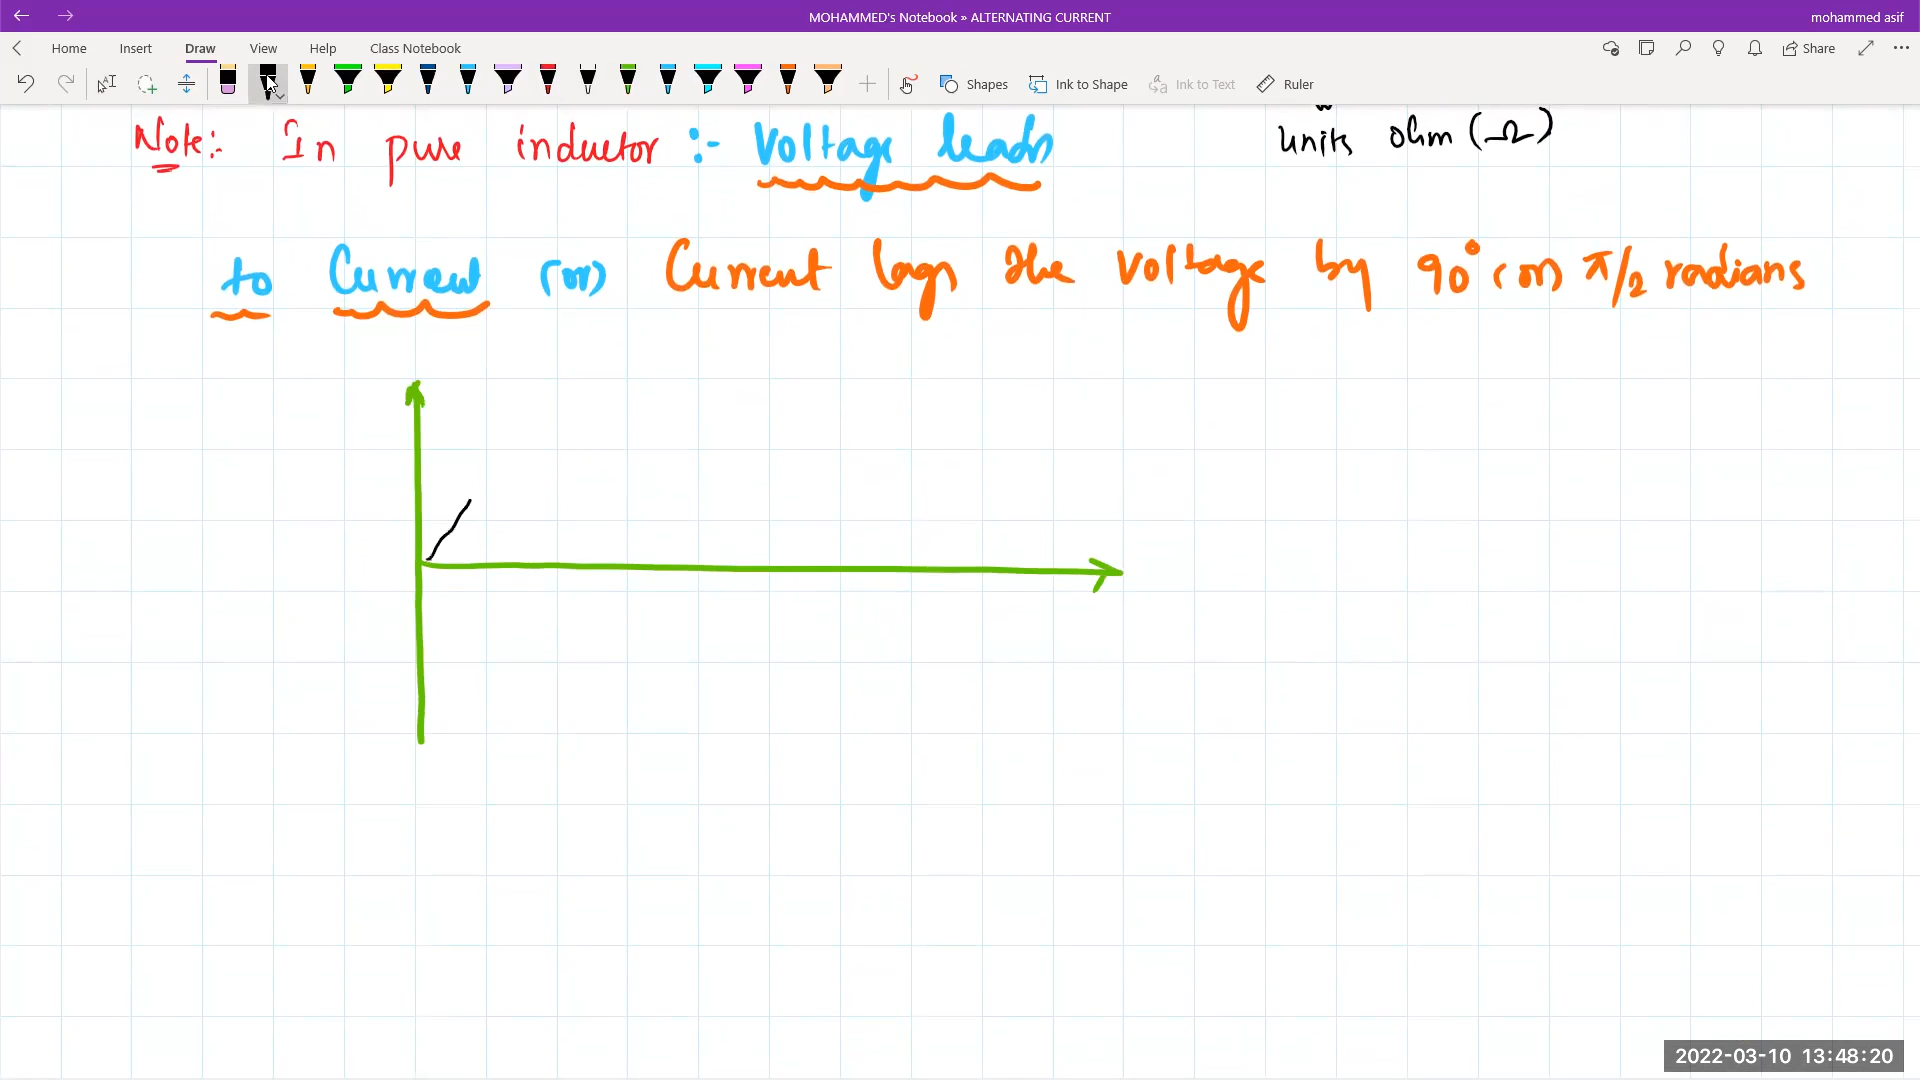 MOHAMMED's Notebook » ALTERNATING CURRENT
mohammed asif
Home Insert Draw View Help Class Notebook
Share
Shapes Ink to Shape Ink to Text Ruler
Note:- In pure inductor :- Voltage leads
units ohm (Ω)
to Current (or) Current lags the voltage by 90° (or) π/2 radians
2022-03-10 13:48:20